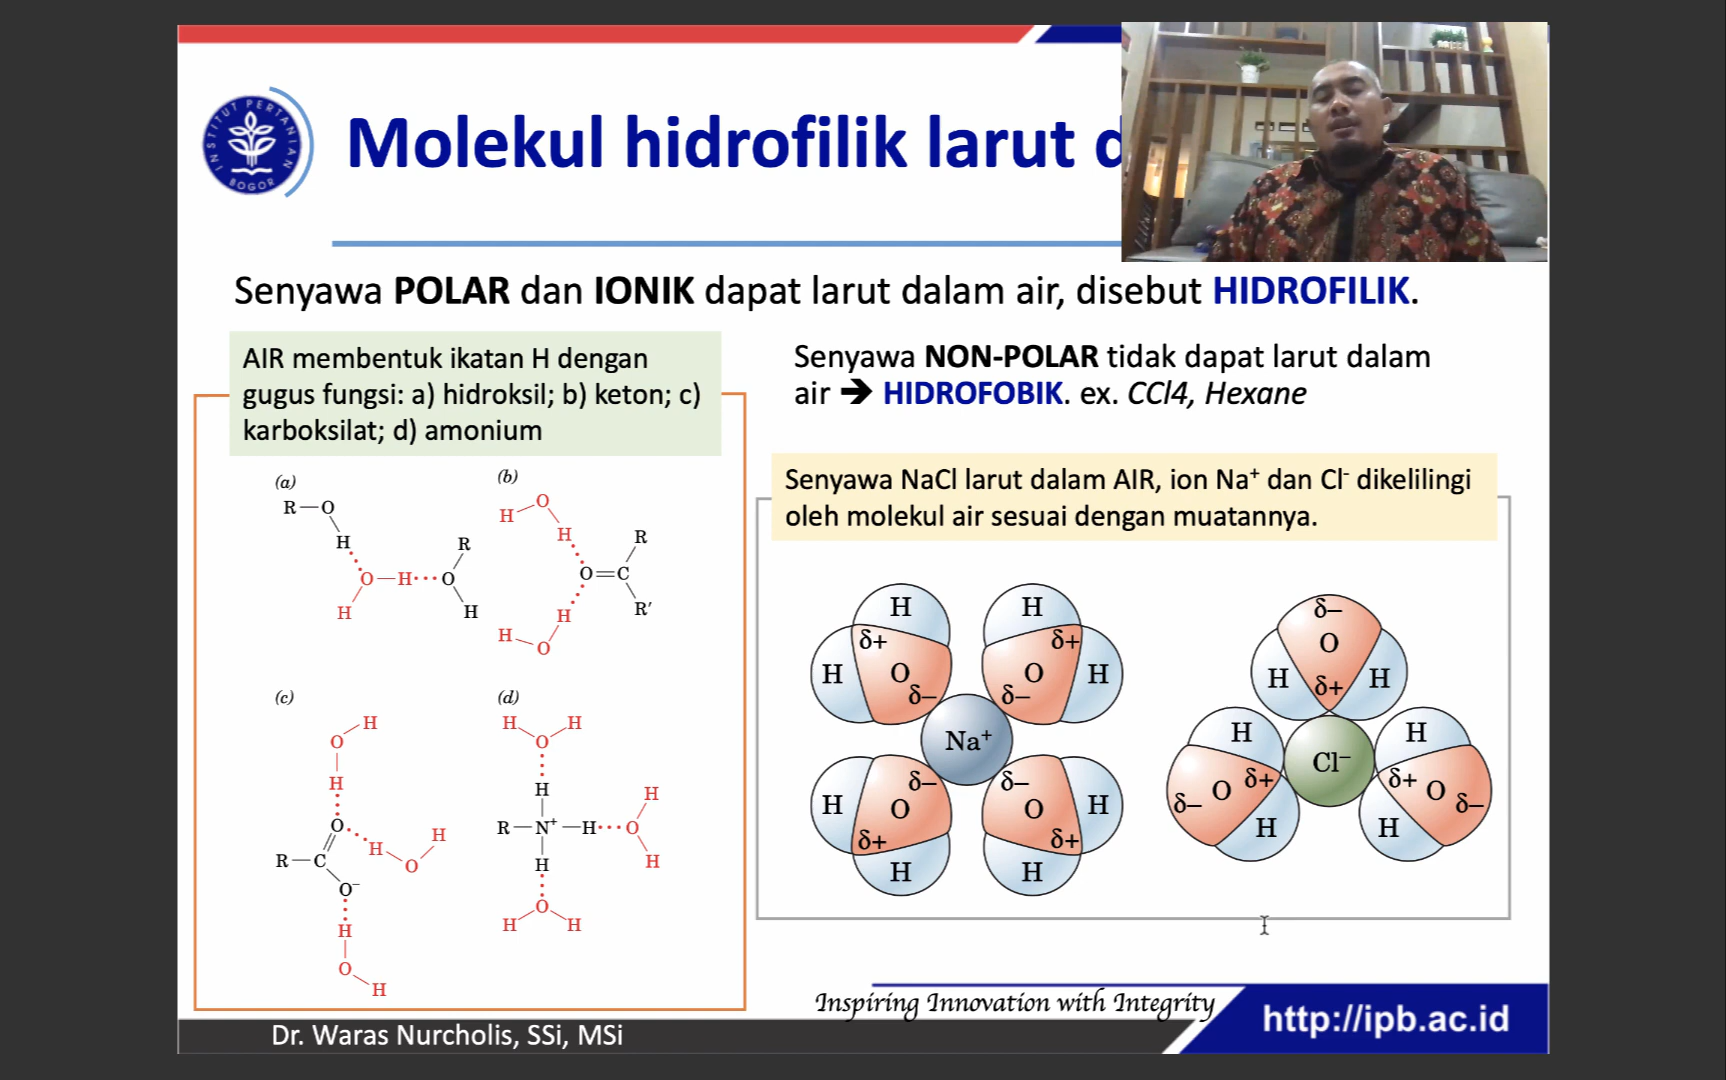 INSTITUT PERTANIAN
BOGOR
Molekul hidrofilik larut d
Senyawa POLAR dan IONIK dapat larut dalam air, disebut HIDROFILIK.
AIR membentuk ikatan H dengan
gugus fungsi: a) hidroksil; b) keton; c)
karboksilat; d) amonium
Senyawa NON-POLAR tidak dapat larut dalam
air ➔ HIDROFOBIK. ex. CCl4, Hexane
Senyawa NaCl larut dalam AIR, ion Na⁺ dan Cl⁻ dikelilingi
oleh molekul air sesuai dengan muatannya.
(a)
R—O
H
O—H···O
R
H
H
(b)
H O
H
R
O=C
R′
H
H O
(c)
O H
H
O
H O H
R—C
O⁻
H
O
H
(d)
H O H
H
R—N⁺—H···O
H
H
H
H O H
H H
δ+ δ+
H O O H
δ– δ–
Na⁺
δ– δ–
H O O H
δ+ δ+
H H
δ–
O
H δ+ H
H H
Cl⁻
δ– O δ+ δ+ O δ–
H H
Inspiring Innovation with Integrity
http://ipb.ac.id
Dr. Waras Nurcholis, SSi, MSi